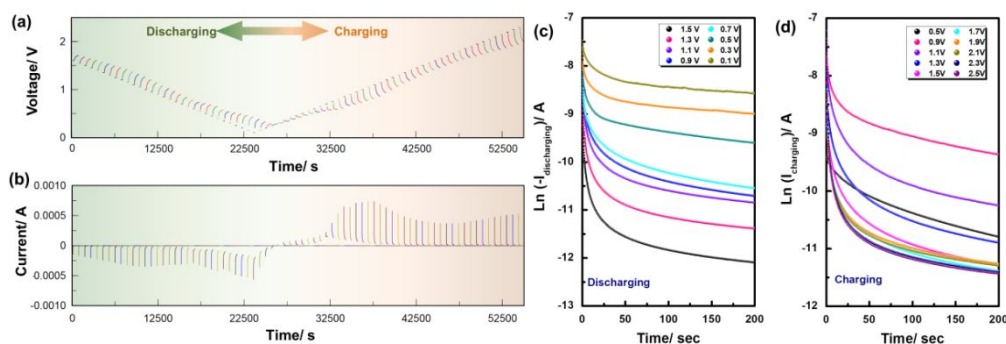 (a)
Discharging
Charging
Voltage/ V
2
1
0
0
12500
22500
32500
42500
52500
Time/ s
(b)
Current/ A
0.0010
0.0005
0
-0.0005
-0.0010
0
12500
22500
32500
42500
52500
Time/ s
(c)
Ln (-Idischarging)/ A
-7
-8
-9
-10
-11
-12
-13
1.5 V
1.3 V
1.1 V
0.9 V
0.7 V
0.5 V
0.3 V
0.1 V
Discharging
0
50
100
150
200
Time/ sec
(d)
Ln (Icharging)/ A
-7
-8
-9
-10
-11
-12
0.5V
0.9V
1.1V
1.3V
1.5V
1.7V
1.9V
2.1V
2.3V
2.5V
Charging
0
50
100
150
200
Time/ sec